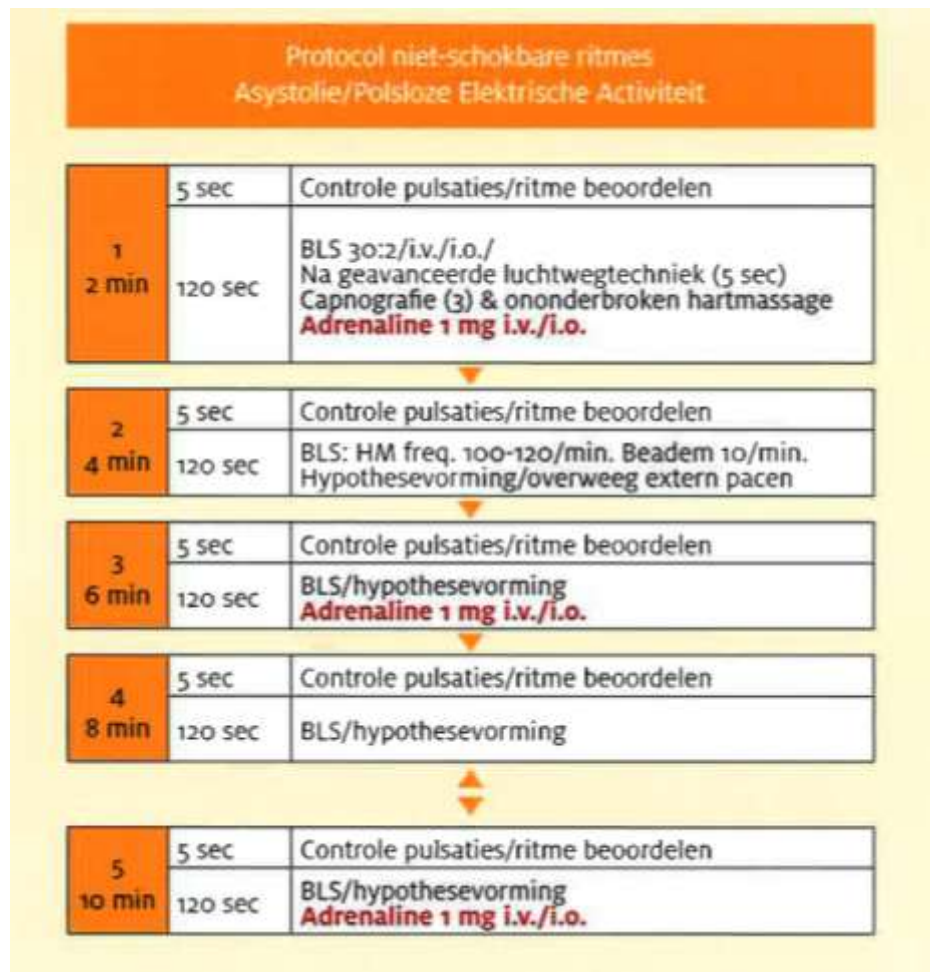 Protocol niet-schokbare ritmes
Asystolie/Polsloze Elektrische Activiteit
1
2 min
5 sec
Controle pulsaties/ritme beoordelen
120 sec
BLS 30:2/i.v./i.o./
Na geavanceerde luchtwegtechniek (5 sec)
Capnografie (3) & ononderbroken hartmassage
Adrenaline 1 mg i.v./i.o.
2
4 min
5 sec
Controle pulsaties/ritme beoordelen
120 sec
BLS: HM freq. 100-120/min. Beadem 10/min.
Hypothesevorming/overweeg extern pacen
3
6 min
5 sec
Controle pulsaties/ritme beoordelen
120 sec
BLS/hypothesevorming
Adrenaline 1 mg i.v./i.o.
4
8 min
5 sec
Controle pulsaties/ritme beoordelen
120 sec
BLS/hypothesevorming
5
10 min
5 sec
Controle pulsaties/ritme beoordelen
120 sec
BLS/hypothesevorming
Adrenaline 1 mg i.v./i.o.